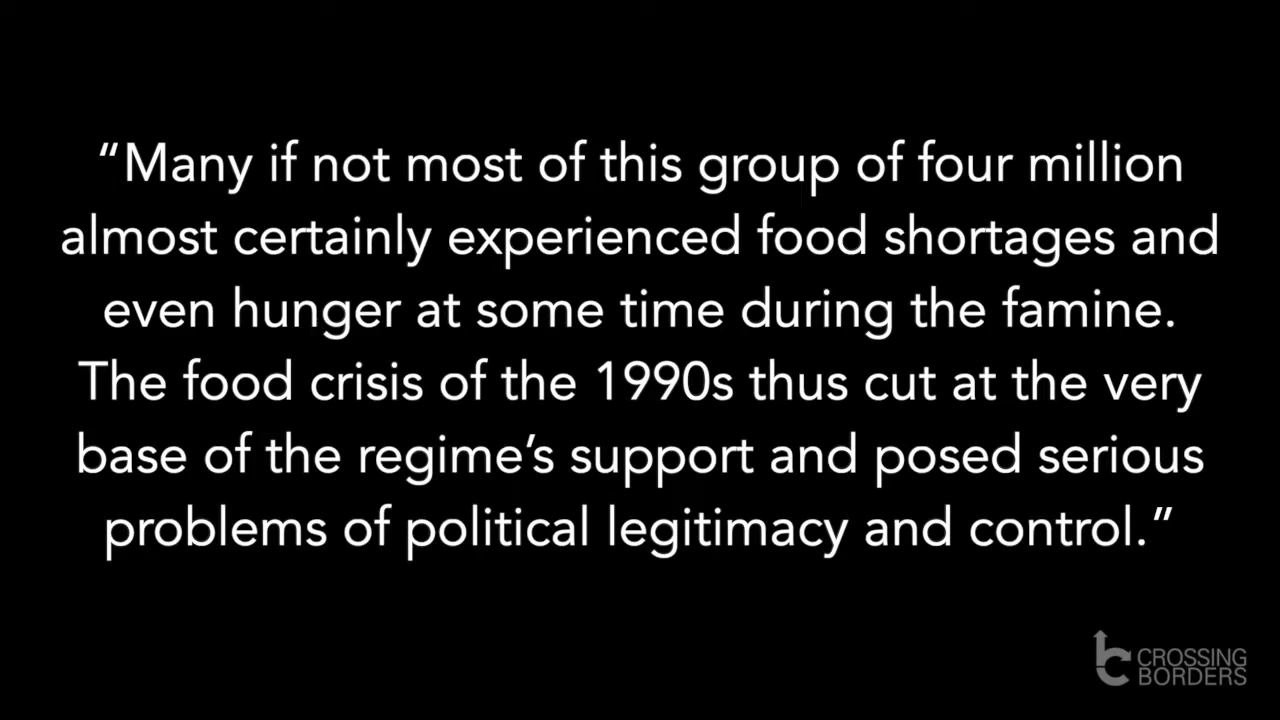 “Many if not most of this group of four million
almost certainly experienced food shortages and
even hunger at some time during the famine.
The food crisis of the 1990s thus cut at the very
base of the regime’s support and posed serious
problems of political legitimacy and control.”
CROSSING
BORDERS